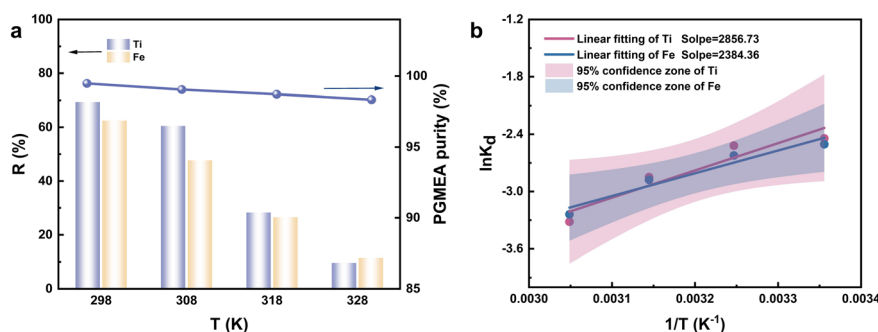 a
Ti
Fe
R (%)
100
80
60
40
20
0
298
308
318
328
T (K)
100
95
90
85
PGMEA purity (%)
b
Linear fitting of Ti Solpe=2856.73
Linear fitting of Fe Solpe=2384.36
95% confidence zone of Ti
95% confidence zone of Fe
lnKd
-1.2
-1.8
-2.4
-3.0
-3.6
0.0030
0.0031
0.0032
0.0033
0.0034
1/T (K-1)